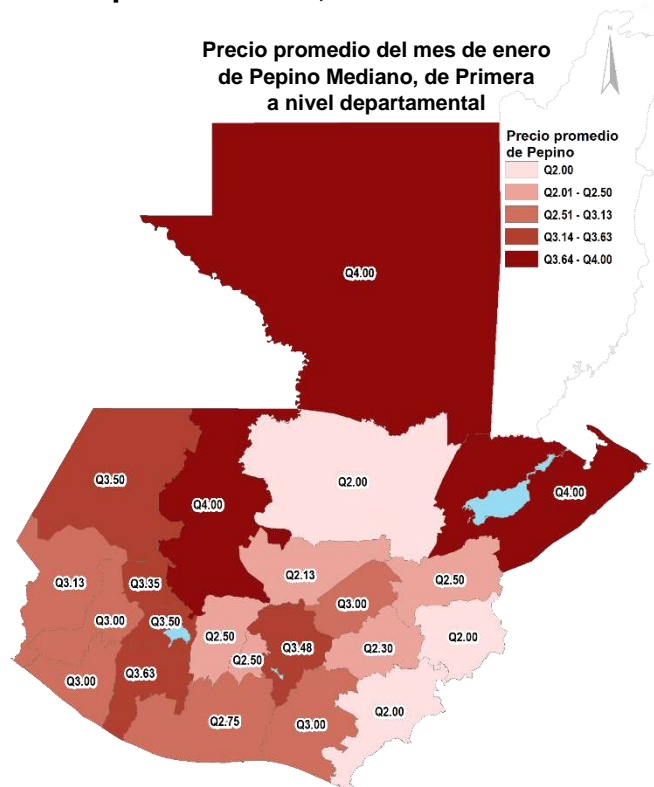 Precio promedio del mes de enero
de Pepino Mediano, de Primera
a nivel departamental
N
Precio promedio
de Pepino
Q2.00
Q2.01 - Q2.50
Q2.51 - Q3.13
Q3.14 - Q3.63
Q3.64 - Q4.00
Q4.00
Q3.50
Q4.00
Q2.00
Q4.00
Q3.13
Q3.35
Q2.13
Q2.50
Q3.00
Q3.50
Q2.50
Q3.00
Q2.50
Q3.48
Q2.30
Q2.00
Q3.00
Q3.63
Q2.75
Q3.00
Q2.00